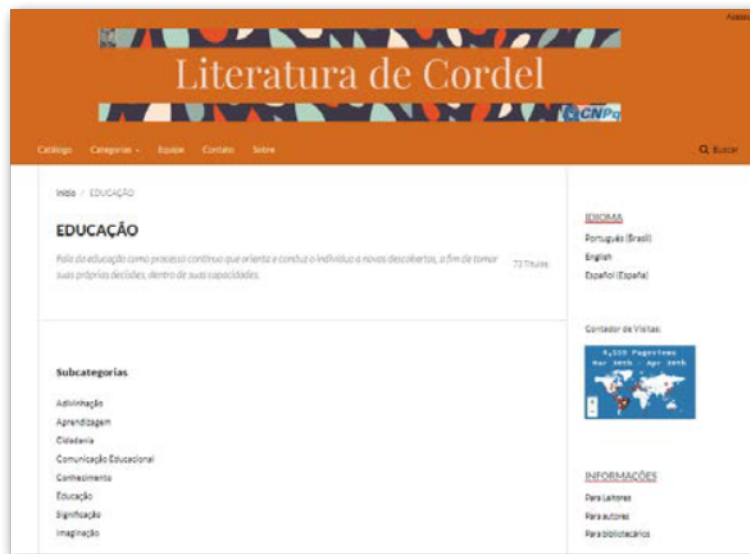 Literatura de Cordel
CNPq
Catálogo Categorias Equipe Contato Sobre
Buscar
Início / EDUCAÇÃO
EDUCAÇÃO
Fala da educação como processo contínuo que orienta e conduz o indivíduo a novas descobertas, a fim de tomar
suas próprias decisões, dentro de suas capacidades.
Títulos
Subcategorias
Adivinhação
Aprendizagem
Cidadania
Comunicação Educacional
Conhecimento
Educação
Significação
Imaginação
IDIOMA
Português (Brasil)
English
Español (España)
Contador de Visitas:
Pageviews
INFORMAÇÕES
Para Leitores
Para autores
Para bibliotecários